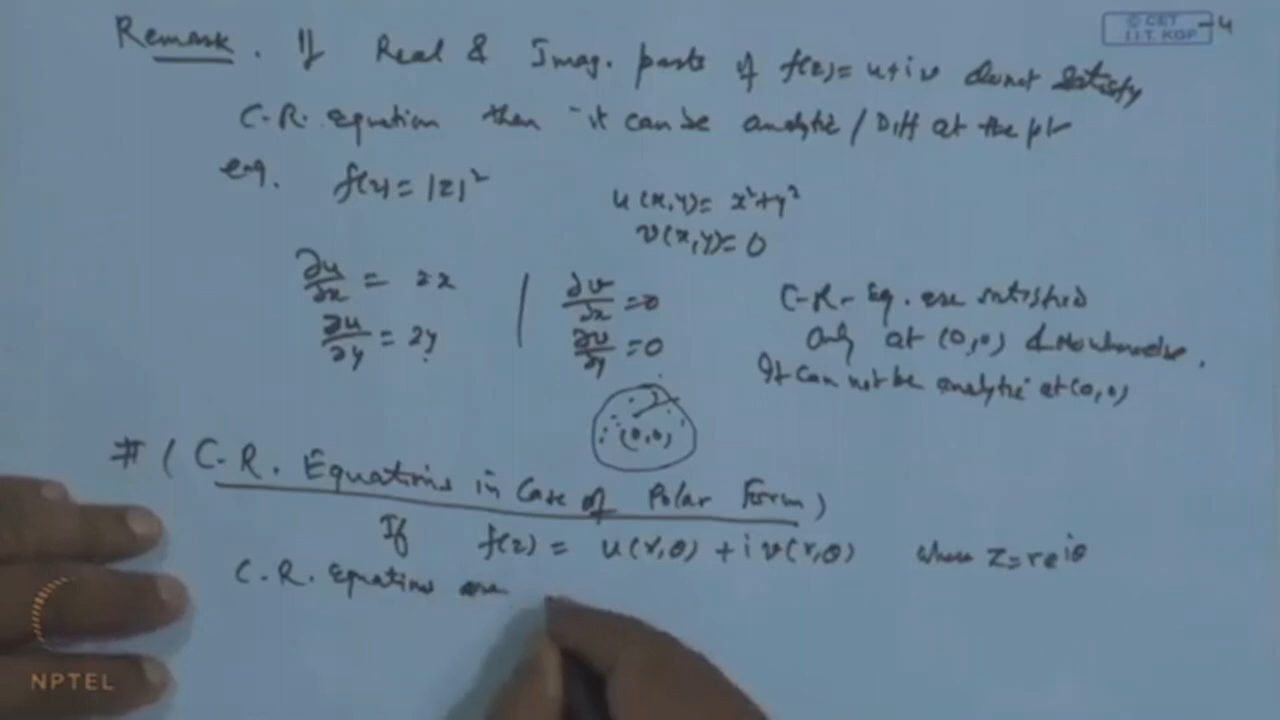 © CET
I.I.T. KGP
-4
Remark. If Real & Imag. parts of f(z) = u+iv do not satisfy
C-R. equation then it can be analytic / Diff at the pt
eg. f(z) = |z|²
u(x,y) = x²+y²
v(x,y) = 0
∂u/∂x = 2x
∂u/∂y = 2y
∂v/∂x = 0
∂v/∂y = 0
C-R- Eq. are satisfied
Only at (0,0) & Nowhere else.
It can not be analytic at (0,0)
(0,0)
# ( C-R. Equations in Case of Polar Form)
If f(z) = u(r,θ) + i v(r,θ) where z = re^iθ
C.R. Equations are
NPTEL